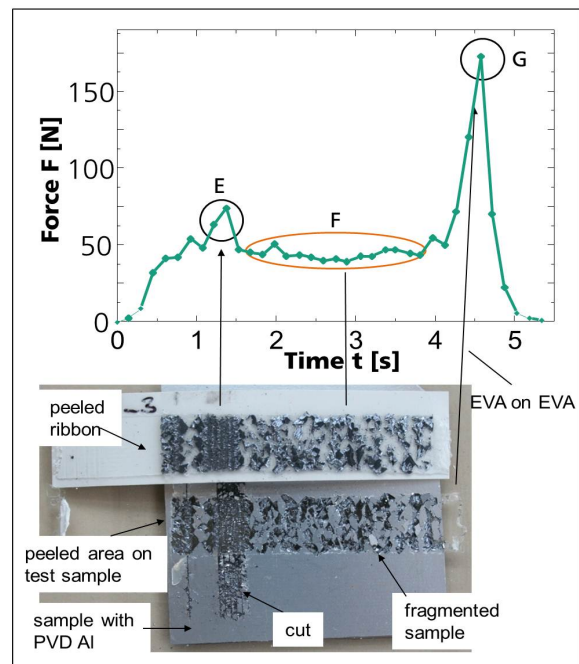 Force F [N]
150
100
50
0
E
F
G
0
1
2
3
4
5
Time t [s]
EVA on EVA
peeled
ribbon
_3
peeled area on
test sample
sample with
PVD Al
cut
fragmented
sample